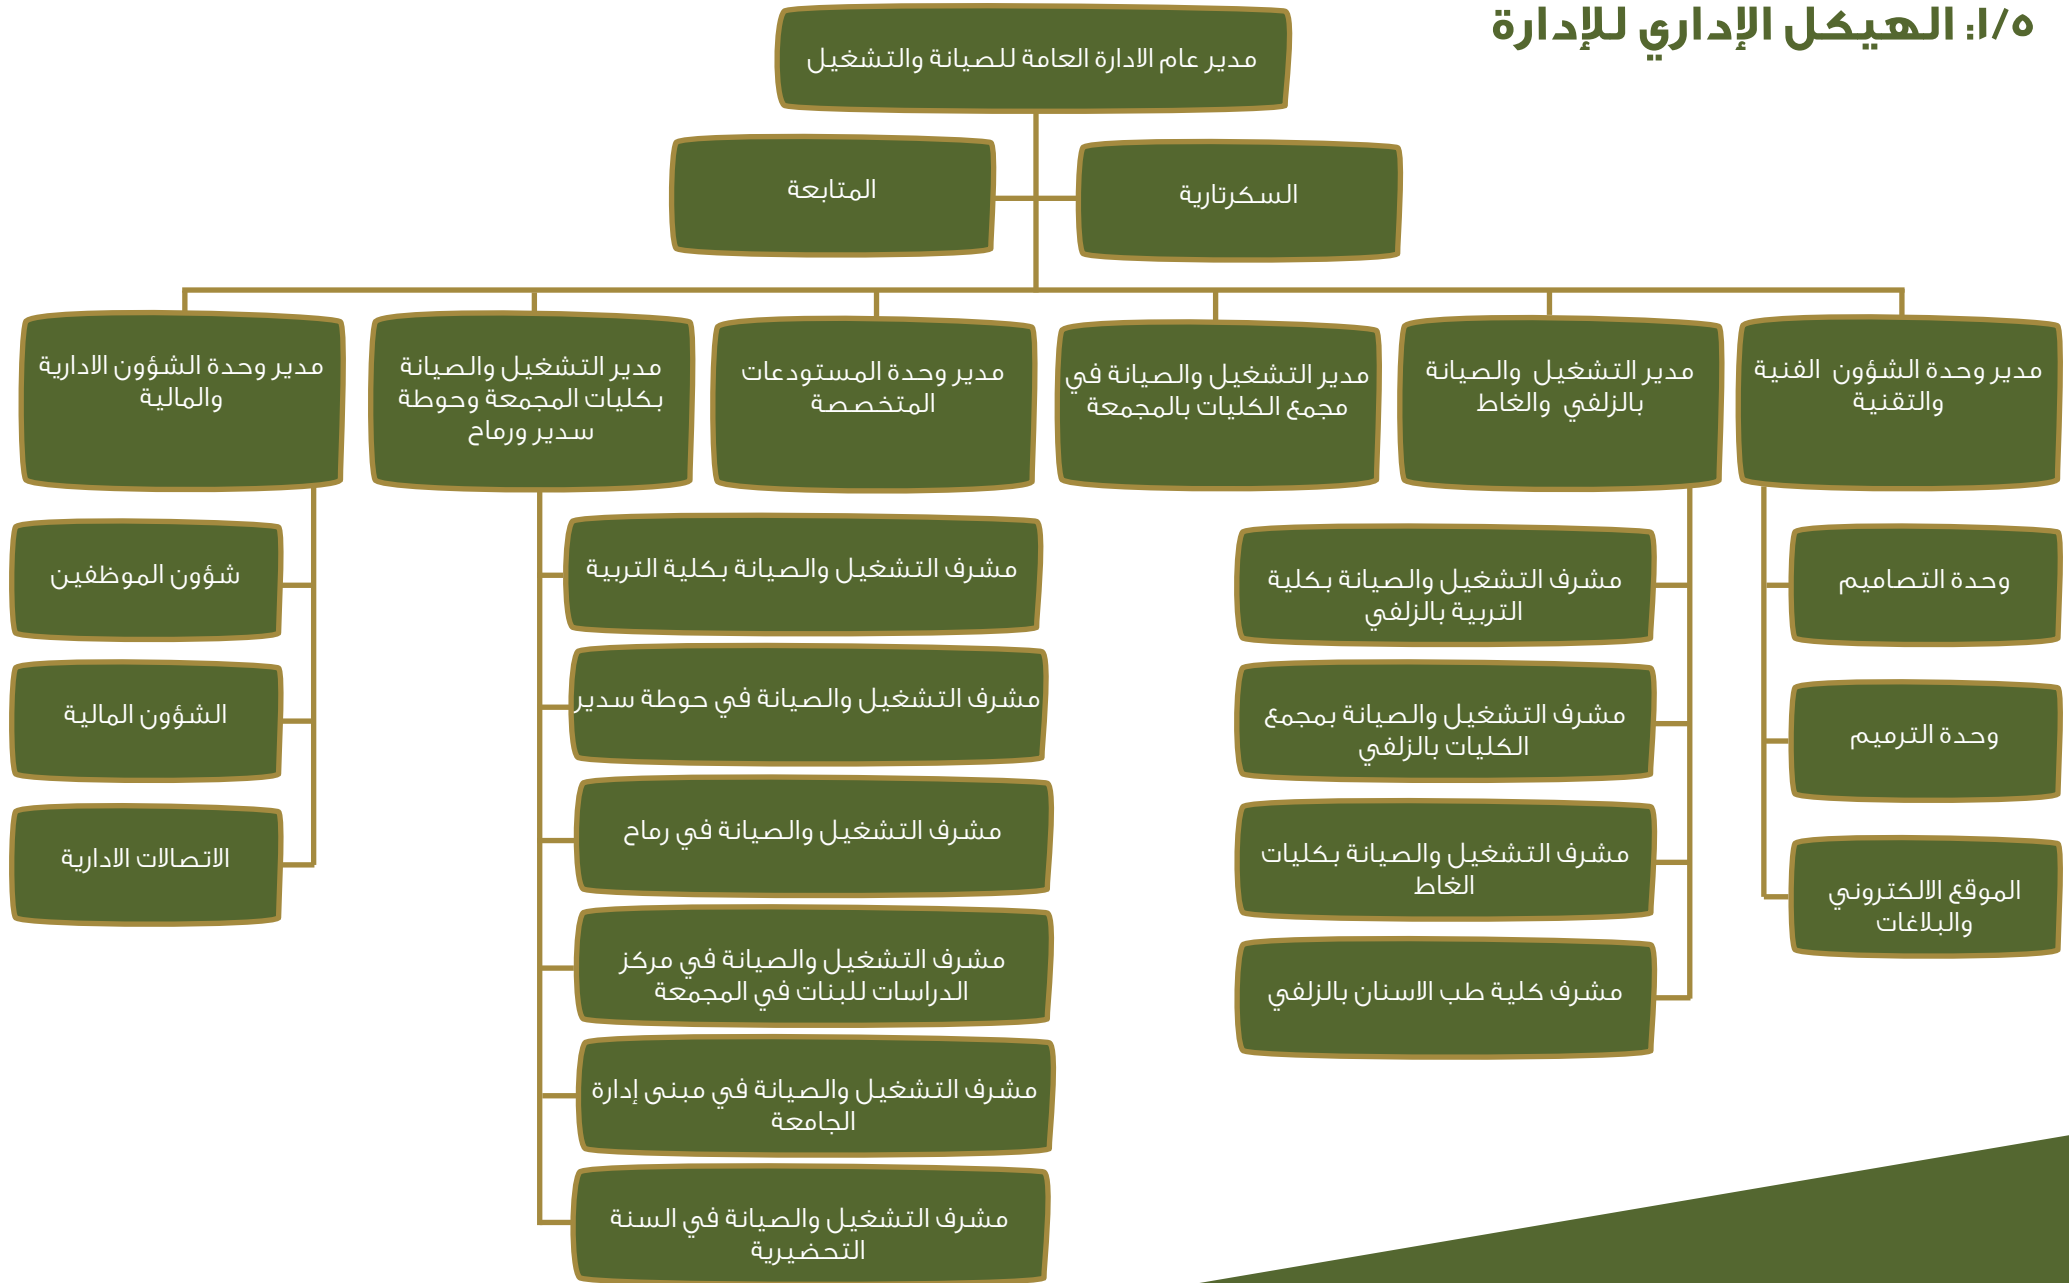 ١/٥: الهيكل الإداري للإدارة
مدير عام الادارة العامة للصيانة والتشغيل
السكرتارية
المتابعة
مدير وحدة الشؤون الفنية
والتقنية
مدير التشغيل والصيانة
بالزلفي والغاط
مدير التشغيل والصيانة في
مجمع الكليات بالمجمعة
مدير وحدة المستودعات
المتخصصة
مدير التشغيل والصيانة
بكليات المجمعة وحوطة
سدير ورماح
مدير وحدة الشؤون الادارية
والمالية
وحدة التصاميم
وحدة الترميم
الموقع الالكتروني
والبلاغات
مشرف التشغيل والصيانة بكلية
التربية بالزلفي
مشرف التشغيل والصيانة بمجمع
الكليات بالزلفي
مشرف التشغيل والصيانة بكليات
الغاط
مشرف كلية طب الاسنان بالزلفي
مشرف التشغيل والصيانة بكلية التربية
مشرف التشغيل والصيانة في حوطة سدير
مشرف التشغيل والصيانة في رماح
مشرف التشغيل والصيانة في مركز
الدراسات للبنات في المجمعة
مشرف التشغيل والصيانة في مبنى إدارة
الجامعة
مشرف التشغيل والصيانة في السنة
التحضيرية
شؤون الموظفين
الشؤون المالية
الاتصالات الادارية